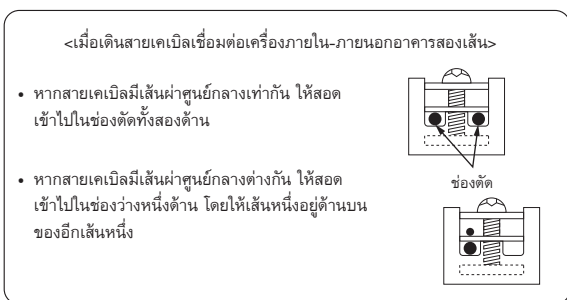 <เมื่อเดินสายเคเบิลเชื่อมต่อเครื่องภายใน-ภายนอกอาคารสองเส้น>
• หากสายเคเบิลมีเส้นผ่าศูนย์กลางเท่ากัน ให้สอด
เข้าไปในช่องตัดทั้งสองด้าน
ช่องตัด
• หากสายเคเบิลมีเส้นผ่าศูนย์กลางต่างกัน ให้สอด
เข้าไปในช่องว่างหนึ่งด้าน โดยให้เส้นหนึ่งอยู่ด้านบน
ของอีกเส้นหนึ่ง